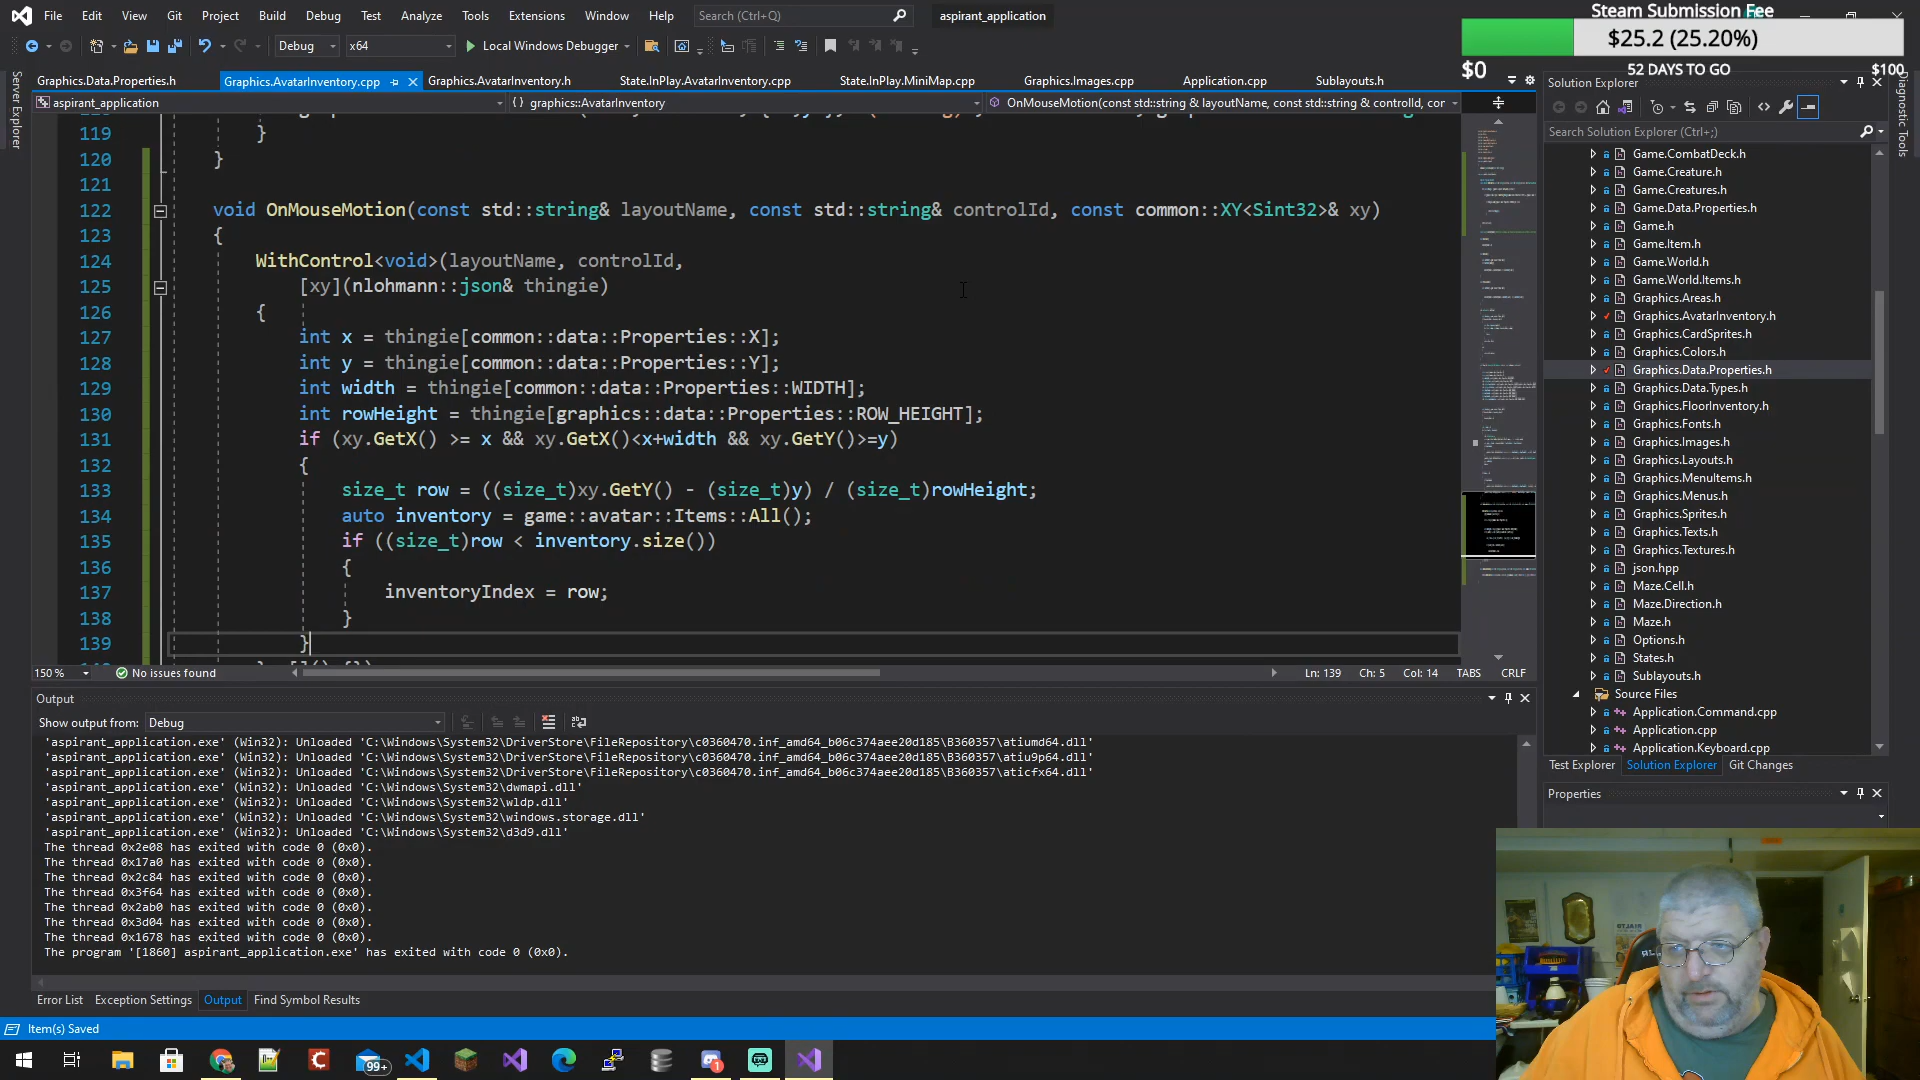 File Edit View Git Project Build Debug Test Analyze Tools Extensions Window Help Search (Ctrl+Q) aspirant_application
Steam Submission Fee
$25.2 (25.20%)
$0 52 DAYS TO GO $100
Debug x64 Local Windows Debugger
Graphics.Data.Properties.h Graphics.AvatarInventory.cpp Graphics.AvatarInventory.h State.InPlay.AvatarInventory.cpp State.InPlay.MiniMap.cpp Graphics.Images.cpp Application.cpp Sublayouts.h
aspirant_application {} graphics::AvatarInventory OnMouseMotion(const std::string & layoutName, const std::string & controlId, cor
Server Explorer
119 }
120 }
121
122 void OnMouseMotion(const std::string& layoutName, const std::string& controlId, const common::XY<Sint32>& xy)
123 {
124 WithControl<void>(layoutName, controlId,
125 [xy](nlohmann::json& thingie)
126 {
127 int x = thingie[common::data::Properties::X];
128 int y = thingie[common::data::Properties::Y];
129 int width = thingie[common::data::Properties::WIDTH];
130 int rowHeight = thingie[graphics::data::Properties::ROW_HEIGHT];
131 if (xy.GetX() >= x && xy.GetX()<x+width && xy.GetY()>=y)
132 {
133 size_t row = ((size_t)xy.GetY() - (size_t)y) / (size_t)rowHeight;
134 auto inventory = game::avatar::Items::All();
135 if ((size_t)row < inventory.size())
136 {
137 inventoryIndex = row;
138 }
139 }
150 % No issues found Ln: 139 Ch: 5 Col: 14 TABS CRLF
Output
Show output from: Debug
'aspirant_application.exe' (Win32): Unloaded 'C:\Windows\System32\DriverStore\FileRepository\c0360470.inf_amd64_b06c374aee20d185\B360357\atiumd64.dll'
'aspirant_application.exe' (Win32): Unloaded 'C:\Windows\System32\DriverStore\FileRepository\c0360470.inf_amd64_b06c374aee20d185\B360357\atiu9p64.dll'
'aspirant_application.exe' (Win32): Unloaded 'C:\Windows\System32\DriverStore\FileRepository\c0360470.inf_amd64_b06c374aee20d185\B360357\aticfx64.dll'
'aspirant_application.exe' (Win32): Unloaded 'C:\Windows\System32\dwmapi.dll'
'aspirant_application.exe' (Win32): Unloaded 'C:\Windows\System32\wldp.dll'
'aspirant_application.exe' (Win32): Unloaded 'C:\Windows\System32\windows.storage.dll'
'aspirant_application.exe' (Win32): Unloaded 'C:\Windows\System32\d3d9.dll'
The thread 0x2e08 has exited with code 0 (0x0).
The thread 0x17a0 has exited with code 0 (0x0).
The thread 0x2c84 has exited with code 0 (0x0).
The thread 0x3f64 has exited with code 0 (0x0).
The thread 0x2ab0 has exited with code 0 (0x0).
The thread 0x3d04 has exited with code 0 (0x0).
The thread 0x1678 has exited with code 0 (0x0).
The program '[1860] aspirant_application.exe' has exited with code 0 (0x0).
Error List Exception Settings Output Find Symbol Results
Item(s) Saved
99+
Solution Explorer
Search Solution Explorer (Ctrl+;)
Game.CombatDeck.h
Game.Creature.h
Game.Creatures.h
Game.Data.Properties.h
Game.h
Game.Item.h
Game.World.h
Game.World.Items.h
Graphics.Areas.h
Graphics.AvatarInventory.h
Graphics.CardSprites.h
Graphics.Colors.h
Graphics.Data.Properties.h
Graphics.Data.Types.h
Graphics.FloorInventory.h
Graphics.Fonts.h
Graphics.Images.h
Graphics.Layouts.h
Graphics.MenuItems.h
Graphics.Menus.h
Graphics.Sprites.h
Graphics.Texts.h
Graphics.Textures.h
json.hpp
Maze.Cell.h
Maze.Direction.h
Maze.h
Options.h
States.h
Sublayouts.h
Source Files
Application.Command.cpp
Application.cpp
Application.Keyboard.cpp
Test Explorer Solution Explorer Git Changes
Properties
Diagnostic Tools